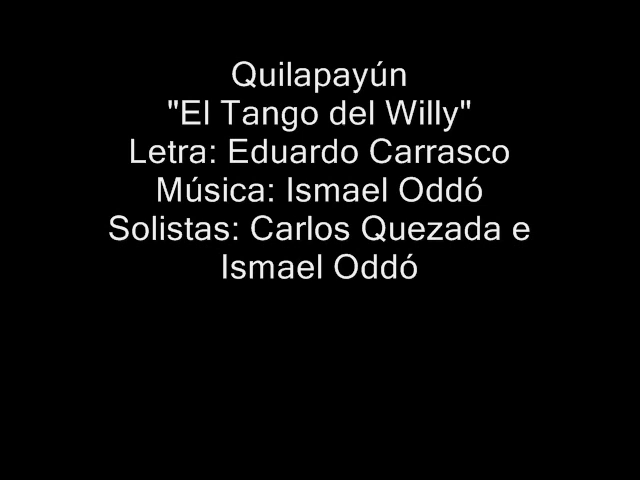 Quilapayún
"El Tango del Willy"
Letra: Eduardo Carrasco
Música: Ismael Oddó
Solistas: Carlos Quezada e
Ismael Oddó